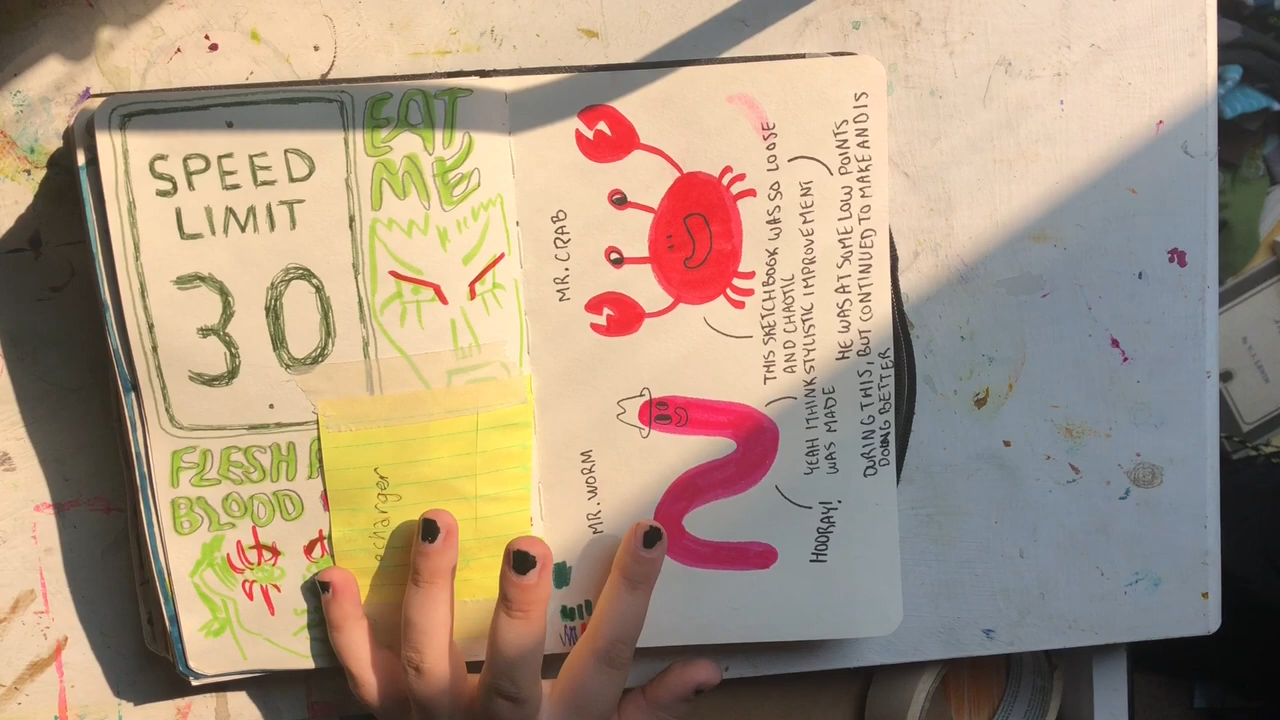 SPEED
LIMIT
30
EAT
ME
FLESH
BLOOD
echanger
MR. CRAB
MR. WORM
THIS SKETCHBOOK WAS SO LOOSE
AND CHAOTIC
YEAH I THINK STYLISTIC IMPROVEMENT
WAS MADE
HE WAS AT SOME LOW POINTS
DURING THIS, BUT CONTINUED TO MAKE AND IS
DOING BETTER
HOORAY!